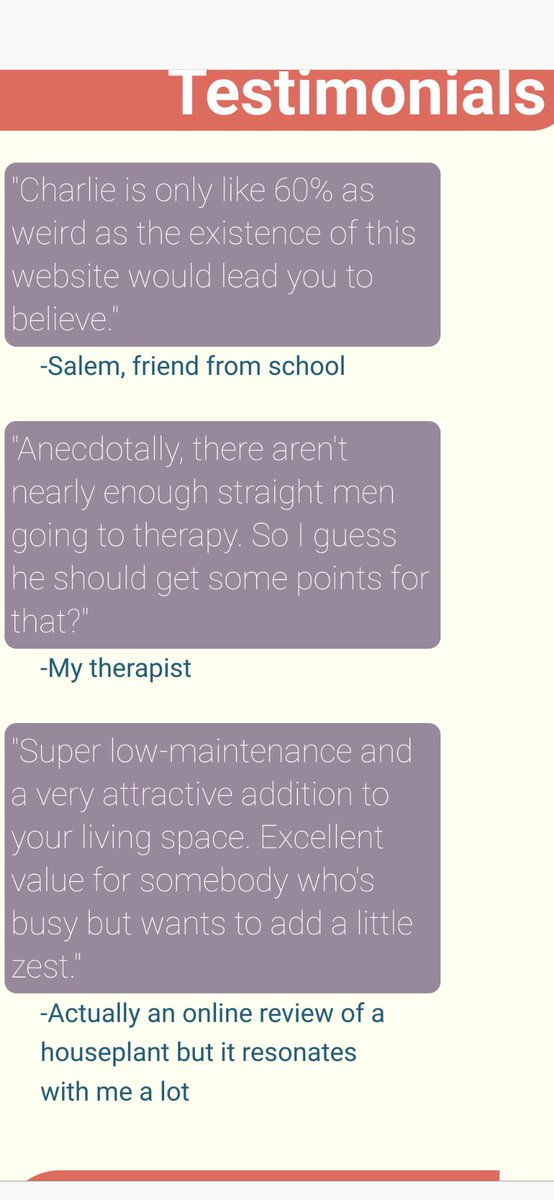 Testimonials
"Charlie is only like 60% as
weird as the existence of this
website would lead you to
believe."
-Salem, friend from school
"Anecdotally, there aren't
nearly enough straight men
going to therapy. So I guess
he should get some points for
that?"
-My therapist
"Super low-maintenance and
a very attractive addition to
your living space. Excellent
value for somebody who's
busy but wants to add a little
zest."
-Actually an online review of a
houseplant but it resonates
with me a lot